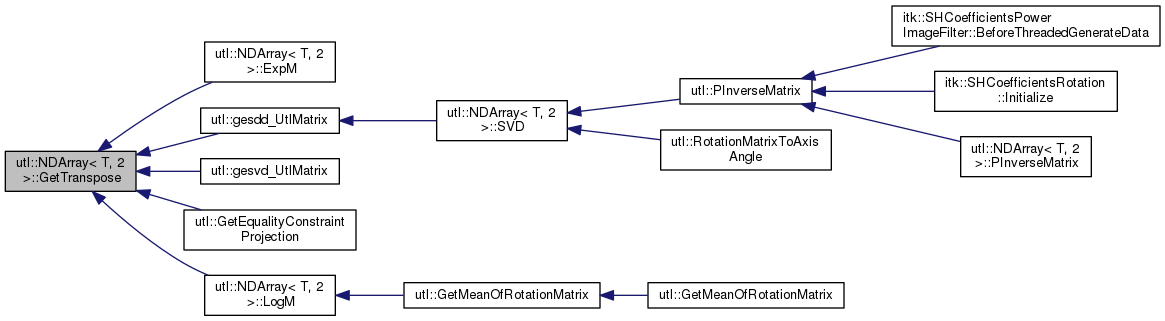 utl::NDArray< T, 2
>::GetTranspose
utl::NDArray< T, 2
>::ExpM
utl::gesdd_UtlMatrix
utl::gesvd_UtlMatrix
utl::GetEqualityConstraint
Projection
utl::NDArray< T, 2
>::LogM
utl::NDArray< T, 2
>::SVD
utl::GetMeanOfRotationMatrix
utl::PInverseMatrix
utl::RotationMatrixToAxis
Angle
utl::GetMeanOfRotationMatrix
itk::SHCoefficientsPower
ImageFilter::BeforeThreadedGenerateData
itk::SHCoefficientsRotation
::Initialize
utl::NDArray< T, 2
>::PInverseMatrix